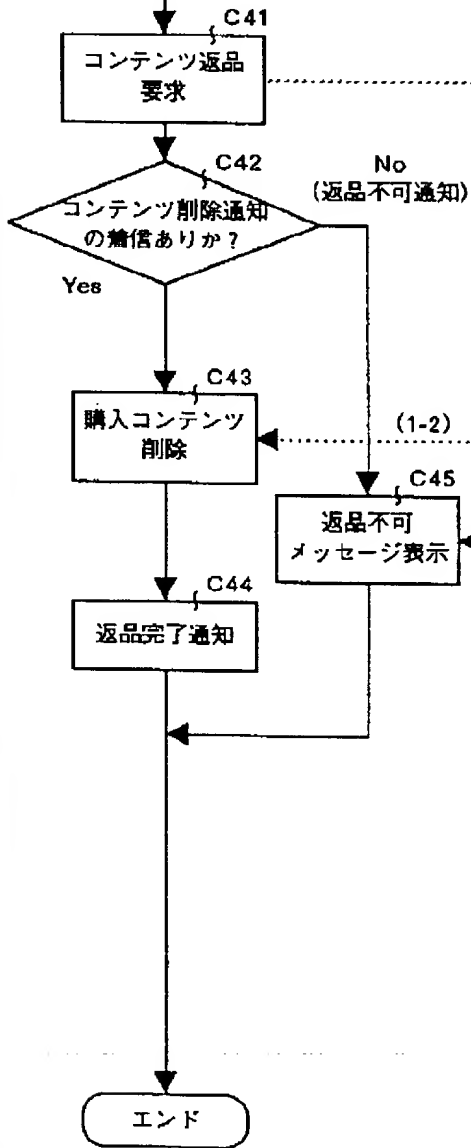 C41
コンテンツ返品
要求
C42
No
(返品不可通知)
コンテンツ削除通知
の着信ありか?
Yes
C43
購入コンテンツ
削除
(1-2)
C45
返品不可
メッセージ表示
C44
返品完了通知
エンド